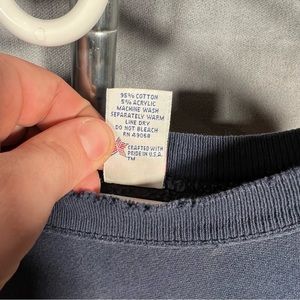 95% COTTON
5% ACRYLIC
MACHINE WASH
SEPARATELY WARM
LINE DRY
DO NOT BLEACH
RN 49058
CRAFTED WITH
PRIDE IN U.S.A.
TM